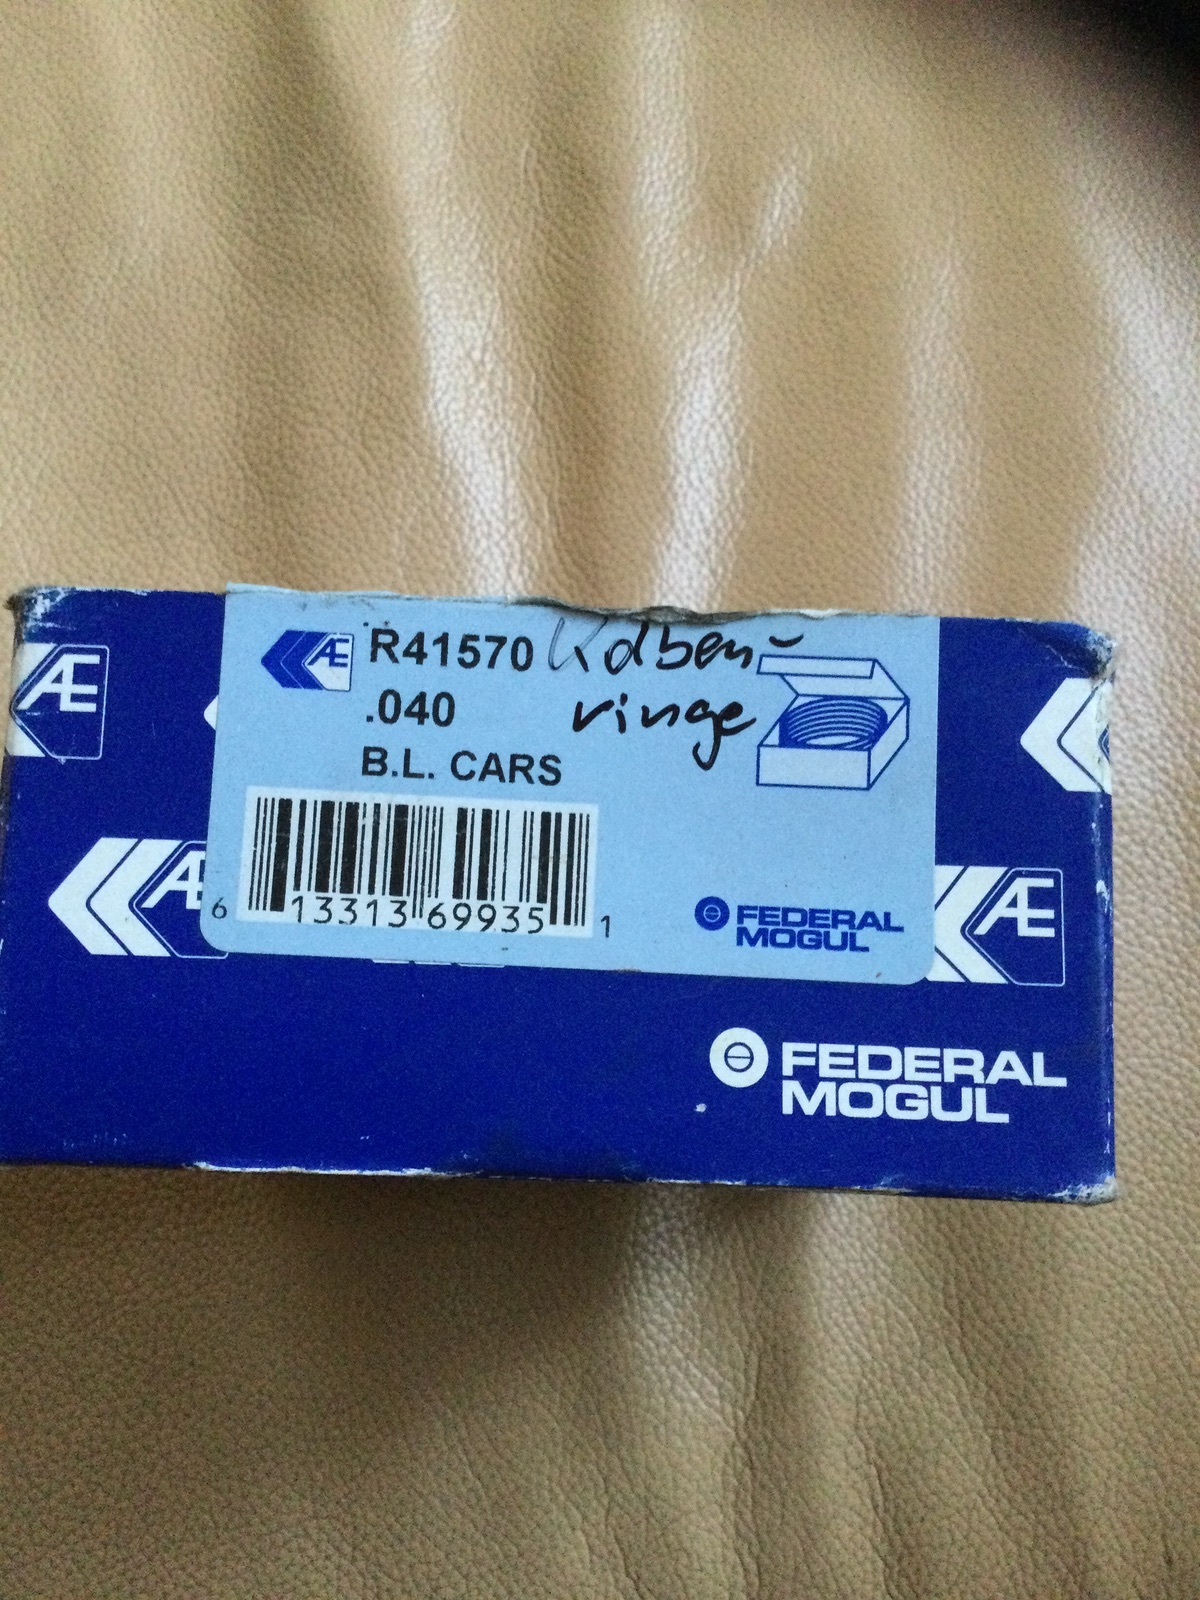 R41570 Kolben-
.040 ringe
B.L. CARS
6 13313 69935 1
FEDERAL
MOGUL
FEDERAL
MOGUL
AE
AE
AE
AE